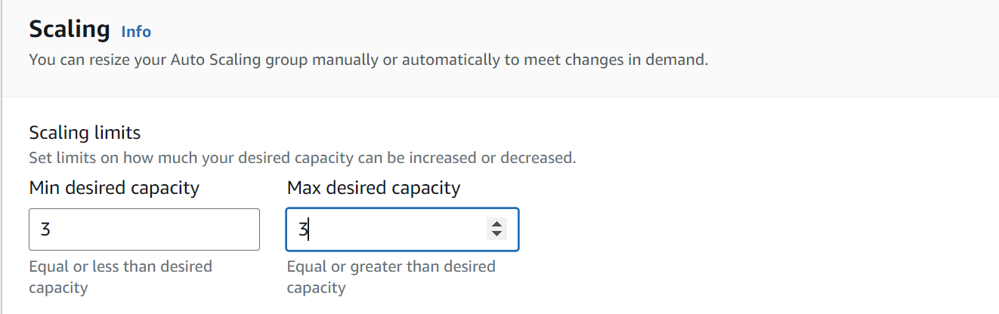 Scaling Info
You can resize your Auto Scaling group manually or automatically to meet changes in demand.
Scaling limits
Set limits on how much your desired capacity can be increased or decreased.
Min desired capacity
3
Equal or less than desired
capacity
Max desired capacity
3
Equal or greater than desired
capacity